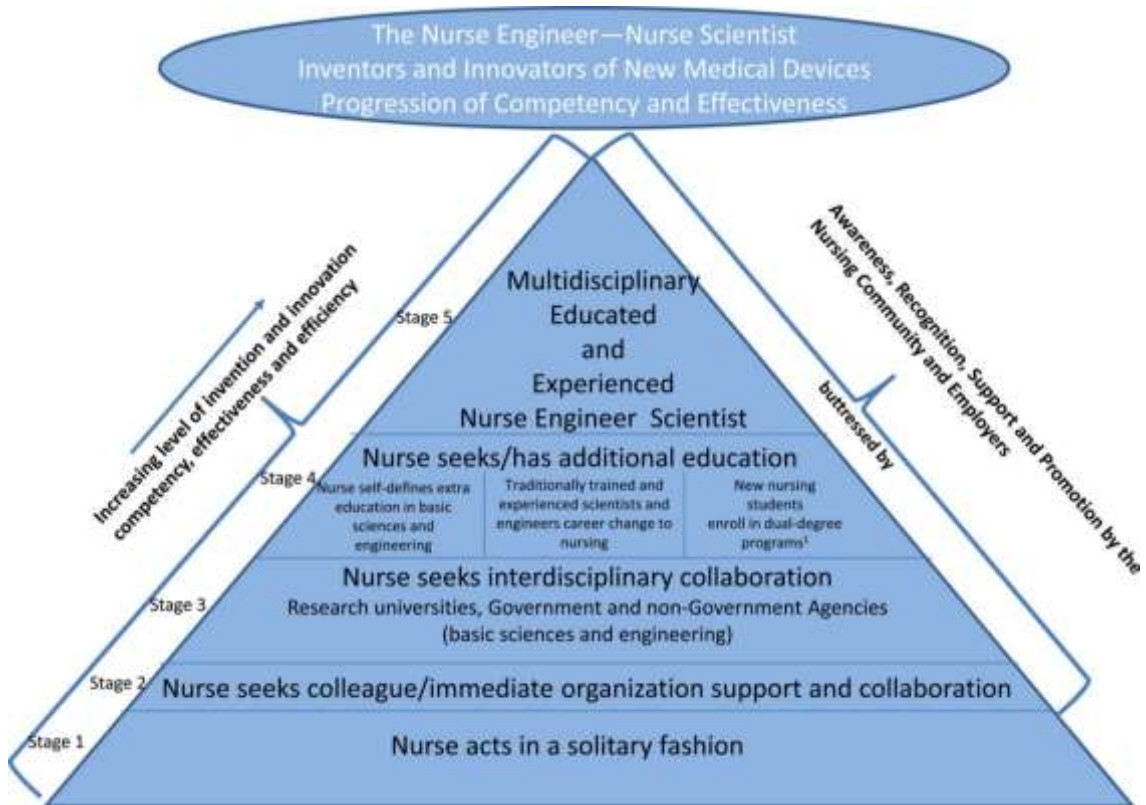 The Nurse Engineer—Nurse Scientist
Inventors and Innovators of New Medical Devices
Progression of Competency and Effectiveness
Increasing level of invention and innovation
competency, effectiveness and efficiency
Awareness, Recognition, Support and Promotion by the
Nursing Community and Employers
buttressed by
Stage 5
Multidisciplinary
Educated
and
Experienced
Nurse Engineer Scientist
Stage 4
Nurse seeks/has additional education
Nurse self-defines extra
education in basic
sciences and
engineering
Traditionally trained and
experienced scientists and
engineers career change to
nursing
New nursing
students
enroll in dual-degree
programs¹
Stage 3
Nurse seeks interdisciplinary collaboration
Research universities, Government and non-Government Agencies
(basic sciences and engineering)
Stage 2
Nurse seeks colleague/immediate organization support and collaboration
Stage 1
Nurse acts in a solitary fashion